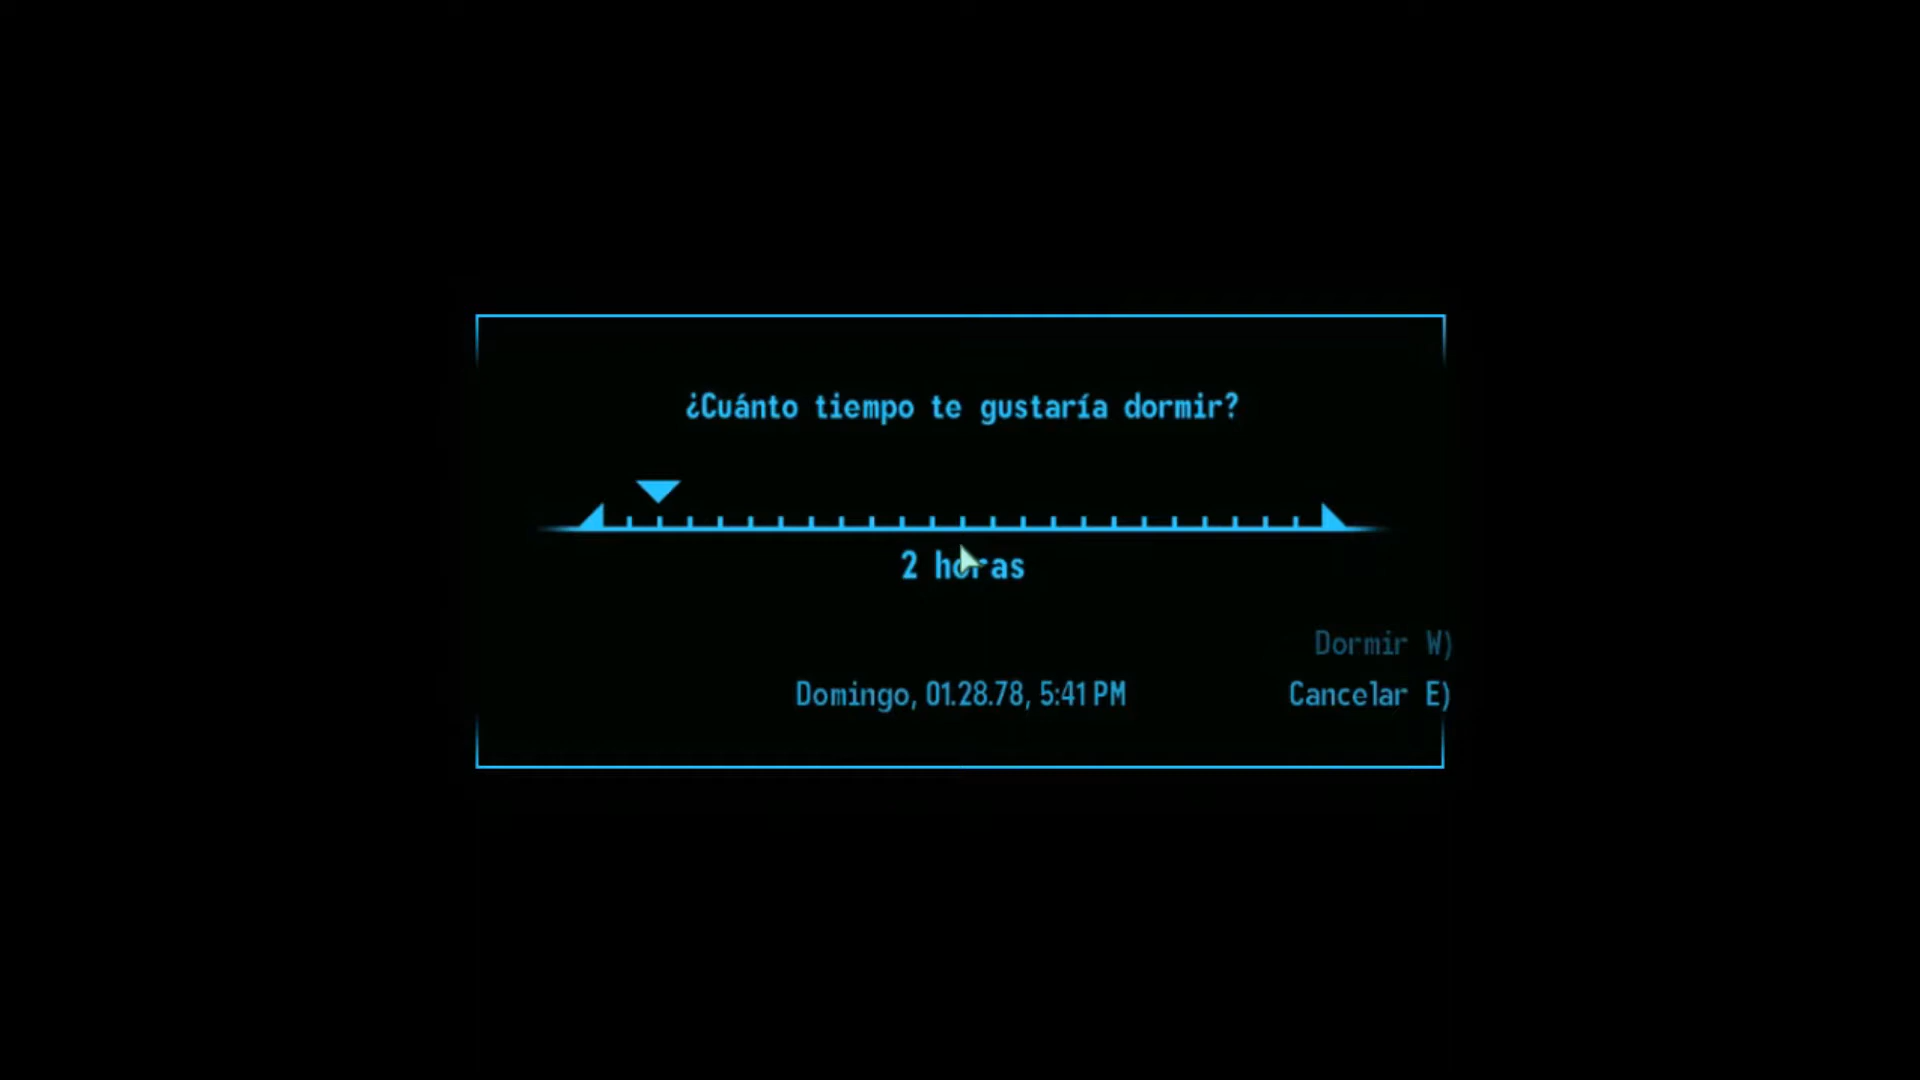 ¿Cuánto tiempo te gustaría dormir?
2 horas
Dormir W)
Domingo, 01.28.78, 5:41 PM
Cancelar E)